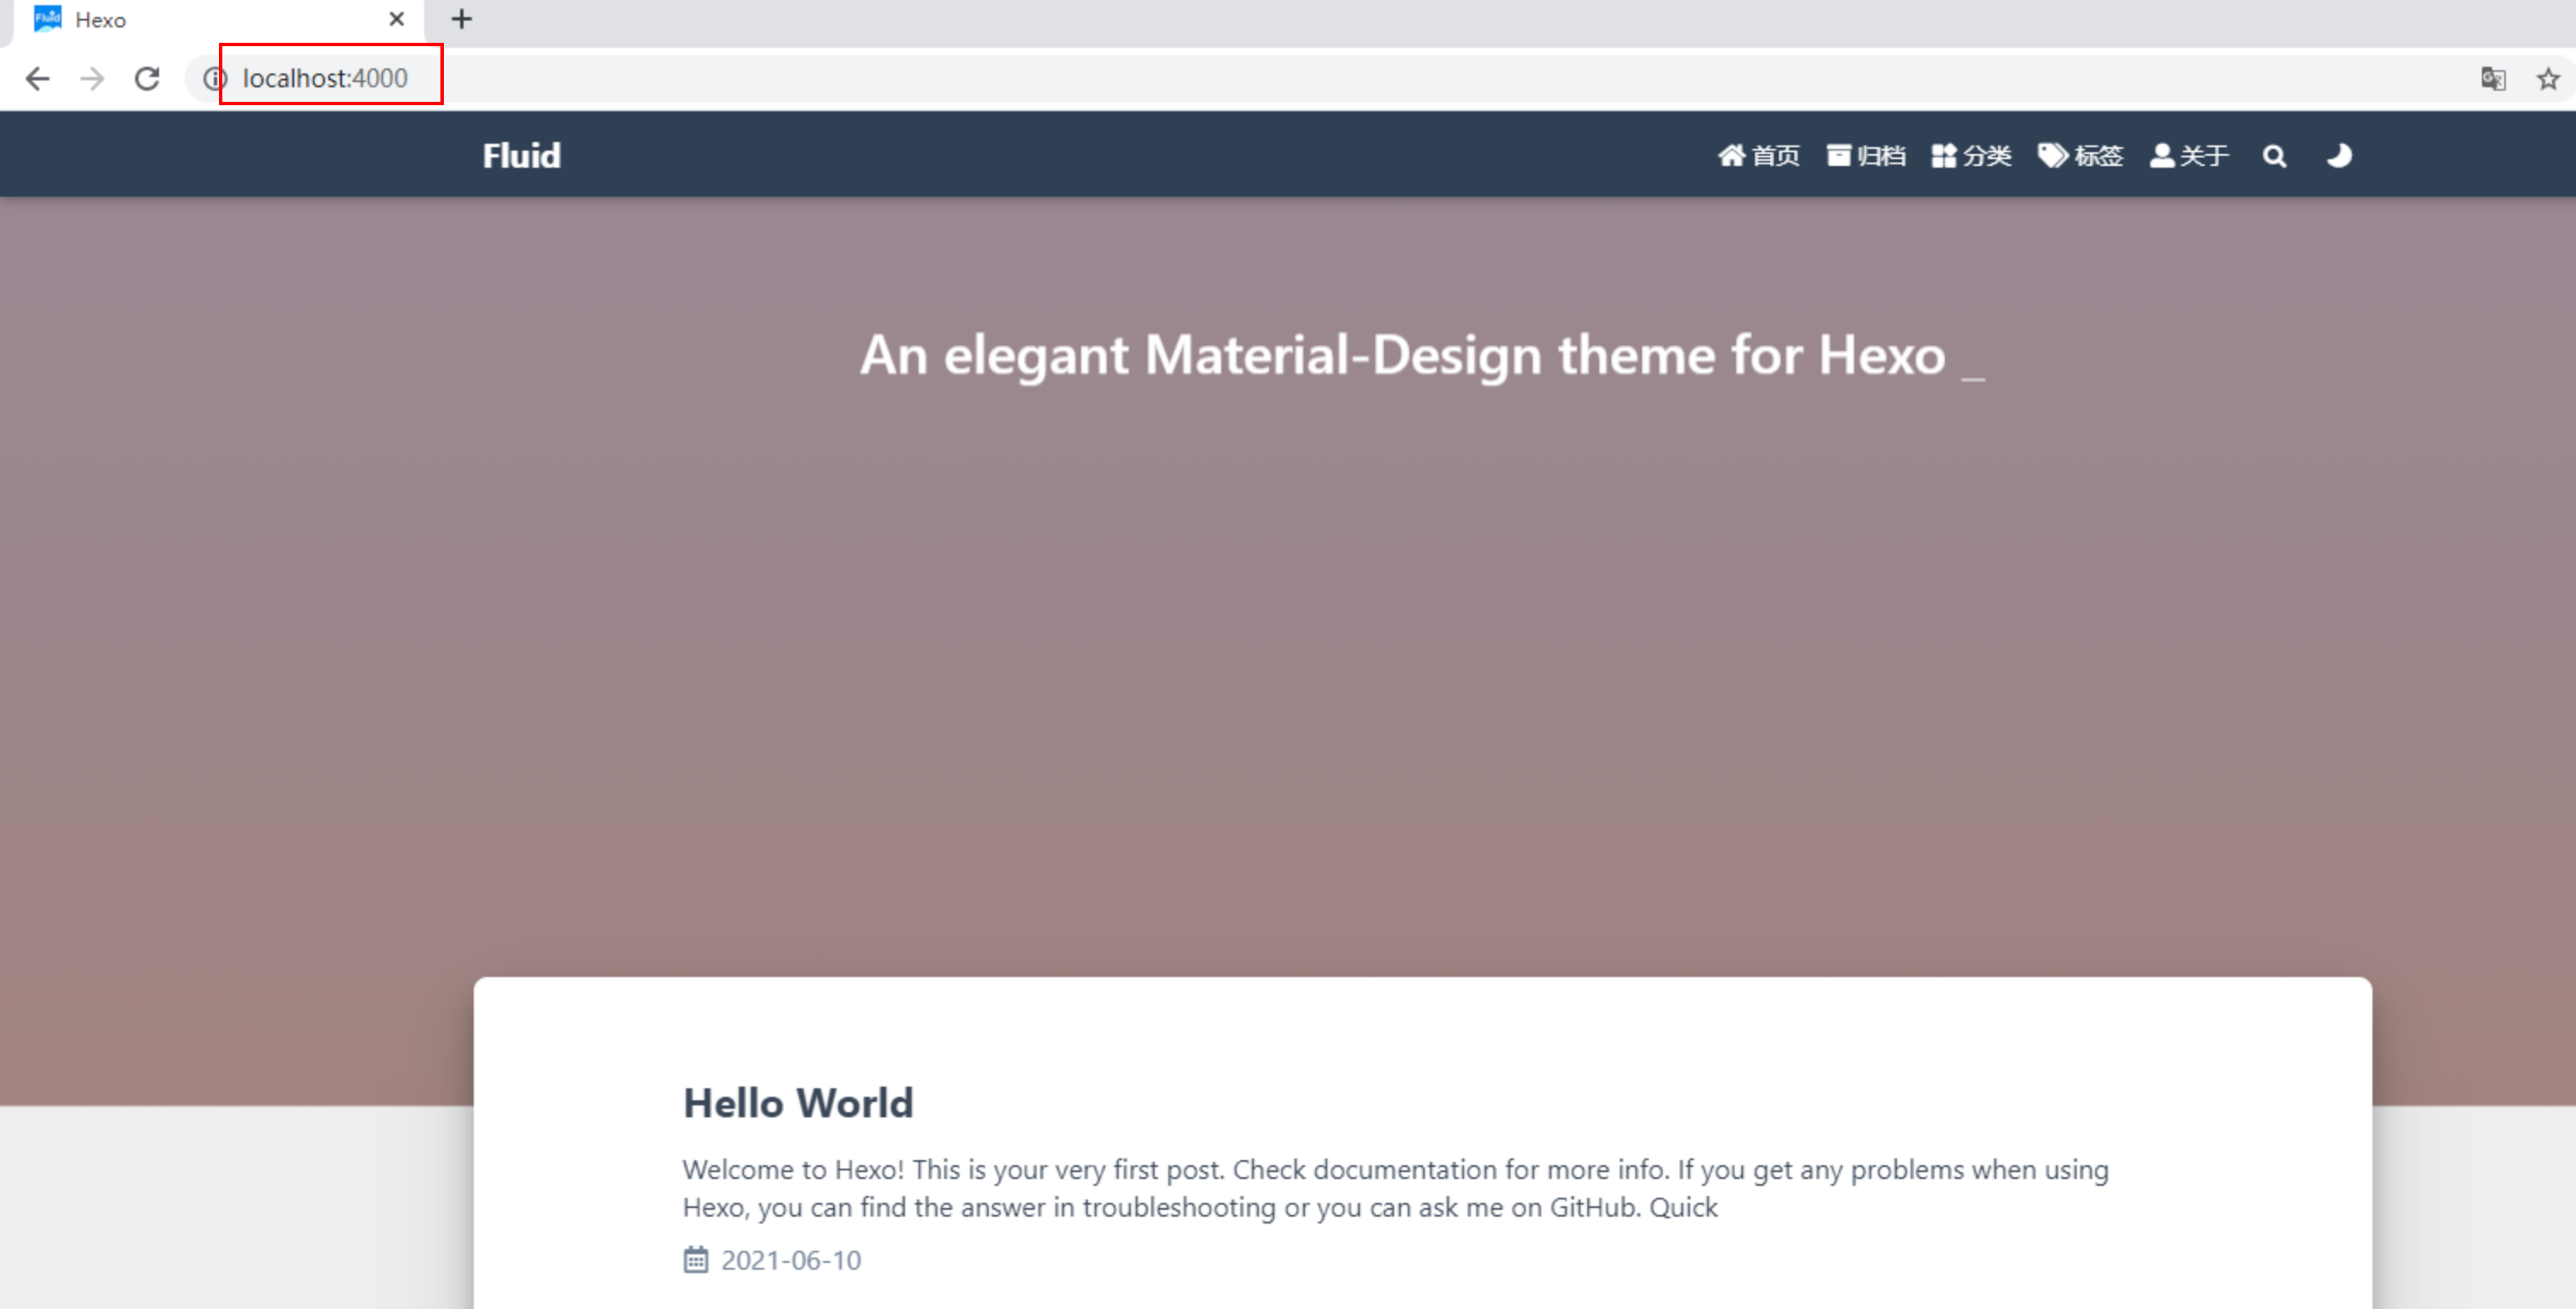 Hexo
localhost:4000
Fluid 首页 归档 分类 标签 关于
An elegant Material-Design theme for Hexo _
Hello World
Welcome to Hexo! This is your very first post. Check documentation for more info. If you get any problems when using
Hexo, you can find the answer in troubleshooting or you can ask me on GitHub. Quick
2021-06-10